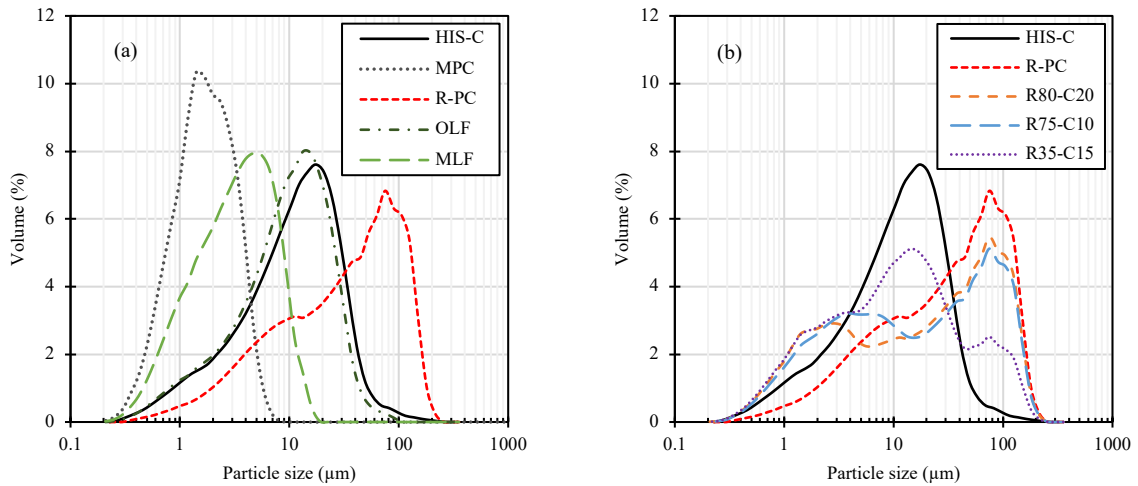 12
10
8
6
4
2
0
Volume (%)
(a)
HIS-C
MPC
R-PC
OLF
MLF
0.1 1 10 100 1000
Particle size (µm)
12
10
8
6
4
2
0
Volume (%)
(b)
HIS-C
R-PC
R80-C20
R75-C10
R35-C15
0.1 1 10 100 1000
Particle size (µm)